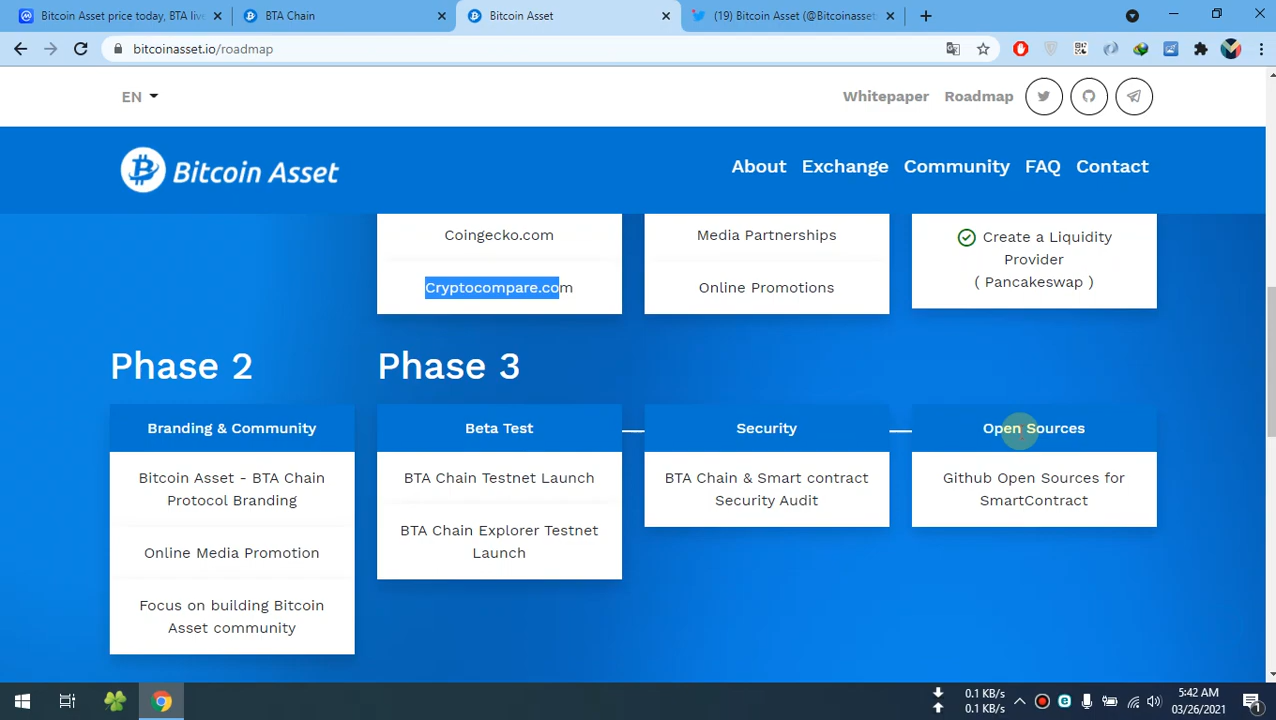 Bitcoin Asset price today, BTA liv
BTA Chain
Bitcoin Asset
(19) Bitcoin Asset (@Bitcoinasset
bitcoinasset.io/roadmap
EN
Whitepaper
Roadmap
Bitcoin Asset
About
Exchange
Community
FAQ
Contact
Coingecko.com
Cryptocompare.com
Media Partnerships
Online Promotions
Create a Liquidity
Provider
( Pancakeswap )
Phase 2
Phase 3
Branding & Community
Bitcoin Asset - BTA Chain
Protocol Branding
Online Media Promotion
Focus on building Bitcoin
Asset community
Beta Test
BTA Chain Testnet Launch
BTA Chain Explorer Testnet
Launch
Security
BTA Chain & Smart contract
Security Audit
Open Sources
Github Open Sources for
SmartContract
0.1 KB/s
0.1 KB/s
5:42 AM
03/26/2021
1